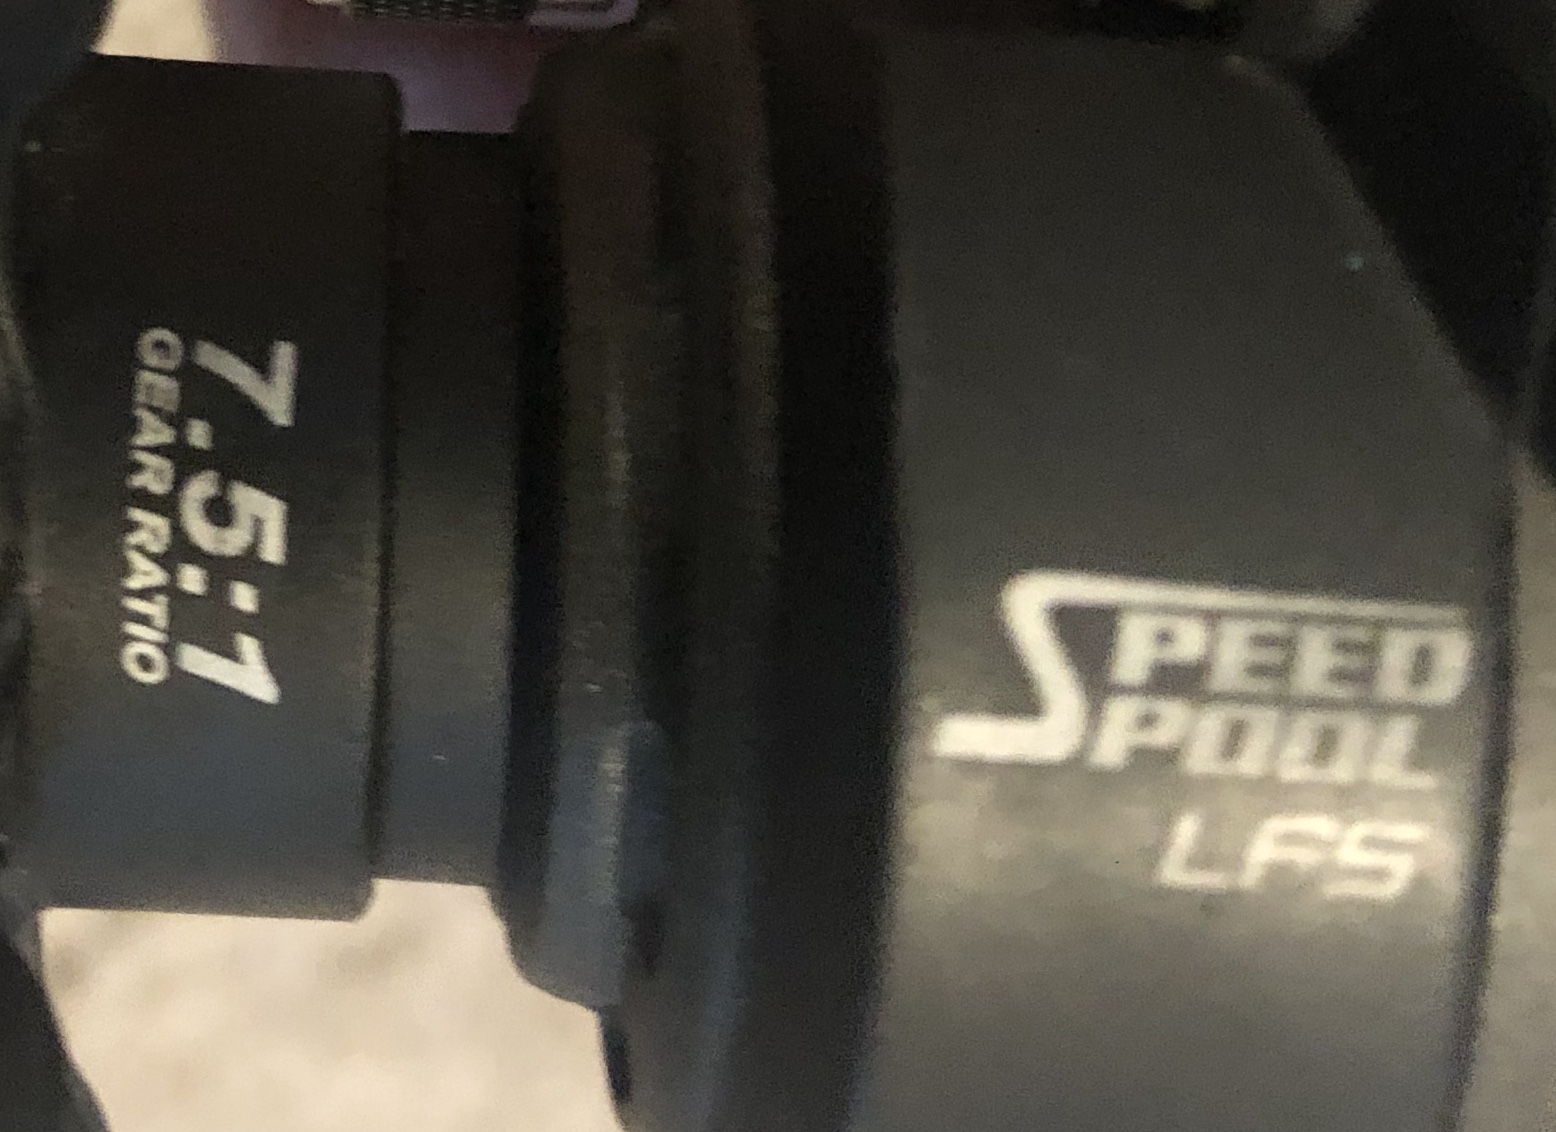 7.5:1
GEAR RATIO
SPEED
SPOOL
LFS